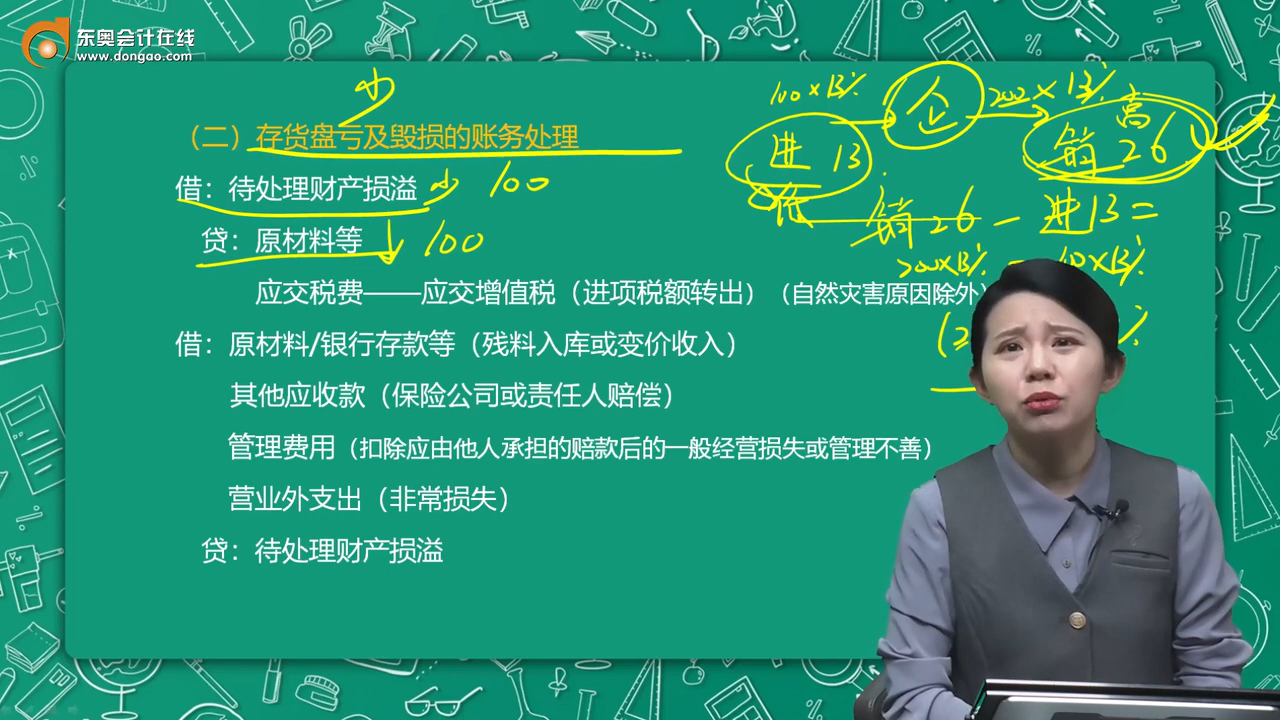 东奥会计在线
www.dongao.com
少
(二)存货盘亏及毁损的账务处理
借:待处理财产损溢 少 100
贷:原材料等 ↓ 100
应交税费——应交增值税(进项税额转出)(自然灾害原因除外)
借:原材料/银行存款等(残料入库或变价收入)
其他应收款(保险公司或责任人赔偿)
管理费用(扣除应由他人承担的赔款后的一般经营损失或管理不善)
营业外支出(非常损失)
贷:待处理财产损溢
100×13% 企 200×13%
进 13 高 销 26
低 销26 - 进13 =
200×13% -